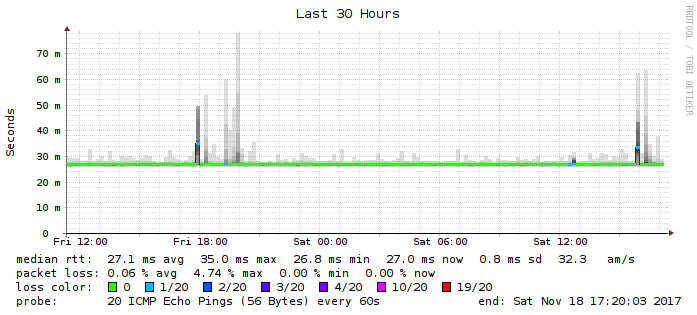 Last 30 Hours
RRDTOOL / TOBI OETIKER
Seconds
70 m
60 m
50 m
40 m
30 m
20 m
10 m
0
Fri 12:00 Fri 18:00 Sat 00:00 Sat 06:00 Sat 12:00
median rtt: 27.1 ms avg 35.0 ms max 26.8 ms min 27.0 ms now 0.8 ms sd 32.3 am/s
packet loss: 0.06 % avg 4.74 % max 0.00 % min 0.00 % now
loss color: 0 1/20 2/20 3/20 4/20 10/20 19/20
probe: 20 ICMP Echo Pings (56 Bytes) every 60s end: Sat Nov 18 17:20:03 2017